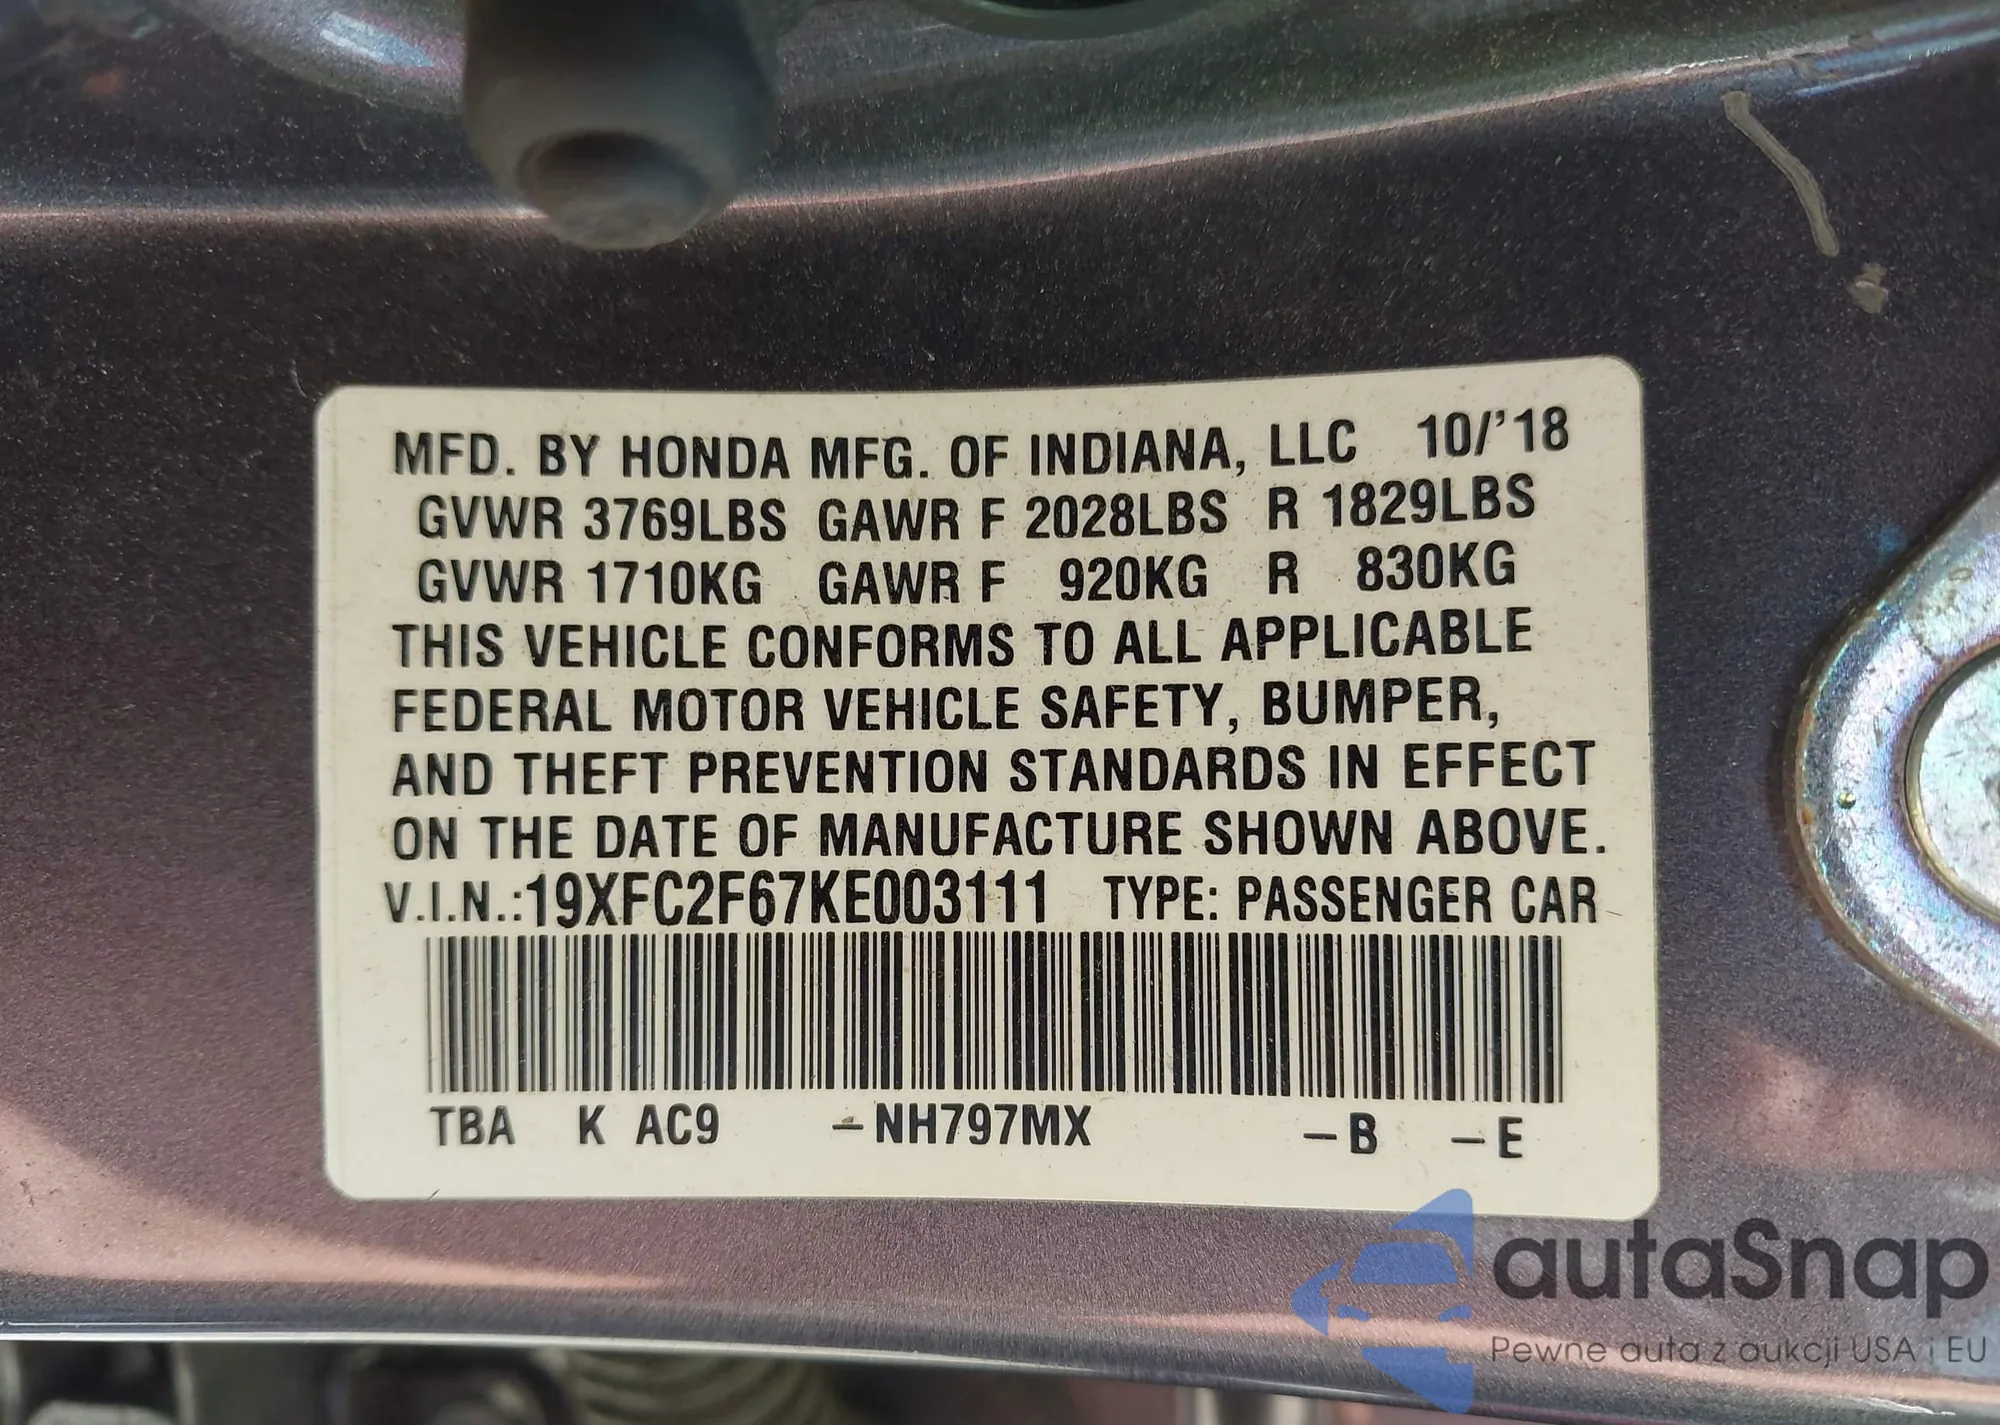 MFD. BY HONDA MFG. OF INDIANA, LLC 10/'18
GVWR 3769LBS GAWR F 2028LBS R 1829LBS
GVWR 1710KG GAWR F 920KG R 830KG
THIS VEHICLE CONFORMS TO ALL APPLICABLE
FEDERAL MOTOR VEHICLE SAFETY, BUMPER,
AND THEFT PREVENTION STANDARDS IN EFFECT
ON THE DATE OF MANUFACTURE SHOWN ABOVE.
V.I.N.:19XFC2F67KE003111 TYPE: PASSENGER CAR
TBA K AC9 –NH797MX –B –E
autaSnap
Pewne auta z aukcji USA i EU